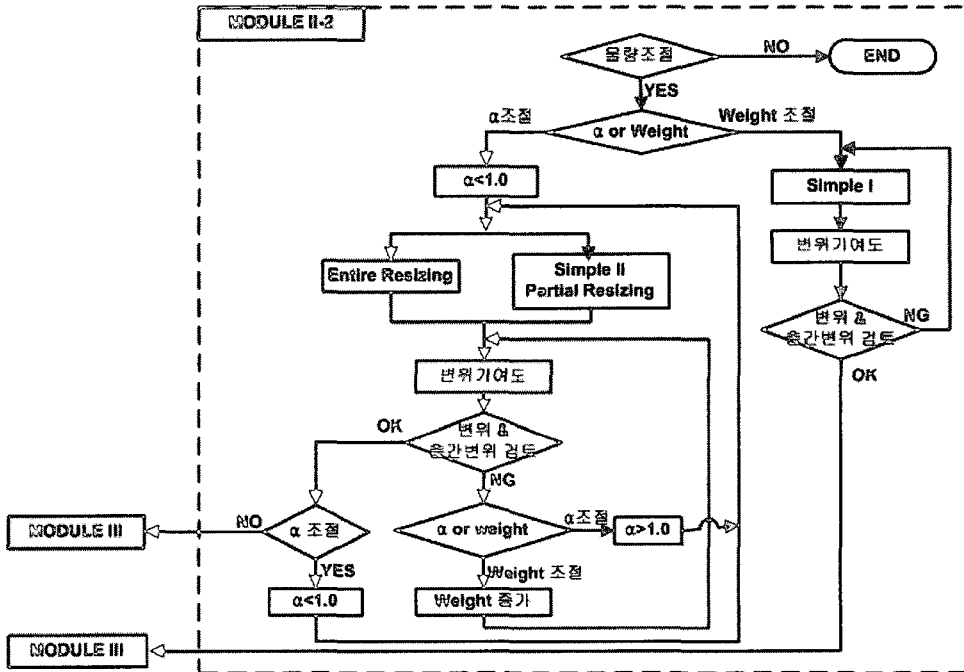 MODULE II-2
물량조절
NO
END
YES
α조절
α or Weight
Weight 조절
α<1.0
Simple I
Entire Resizing
Simple II
Partial Resizing
변위기여도
변위 &
층간변위 검토
NG
OK
변위기여도
OK
변위 &
층간변위 검토
NG
MODULE III
NO
α 조절
α or weight
α조절
α>1.0
YES
Weight 조절
α<1.0
Weight 증가
MODULE III